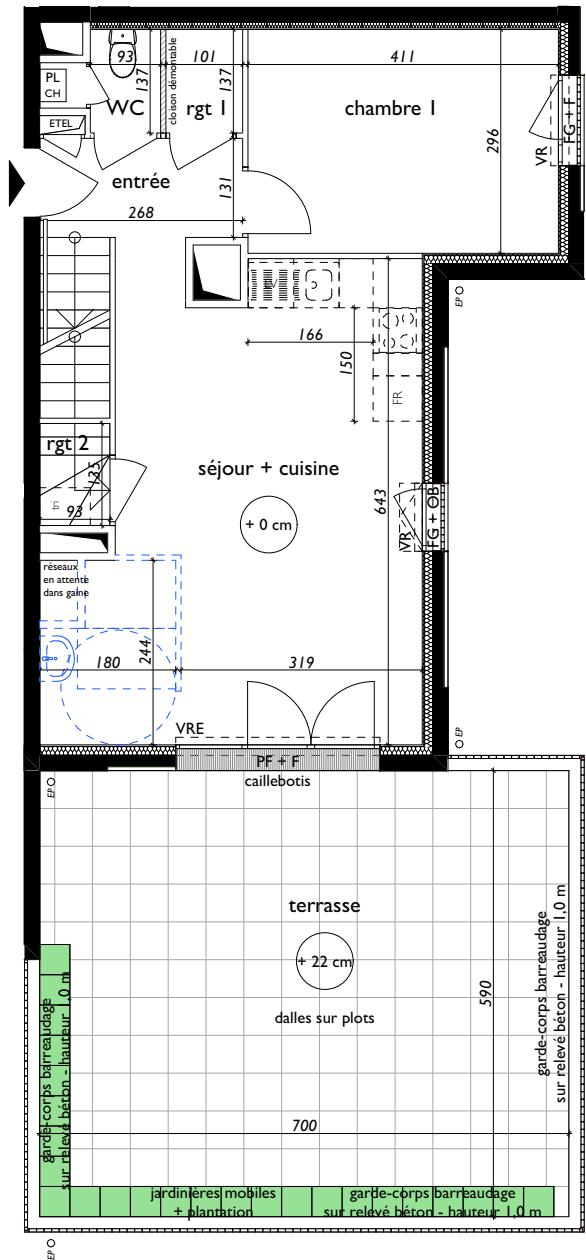 93
101
411
137
137
cloison démontable
PL
CH
WC
rgt 1
chambre 1
ETEL
VR
FG + F
296
entrée
131
268
EP
LV
166
150
FR
rgt 2
séjour + cuisine
135
+ 0 cm
643
93
VR
FG + OB
réseaux
en attente
dans gaine
180
244
319
VRE
EP
PF + F
caillebotis
EP
terrasse
+ 22 cm
590
dalles sur plots
garde-corps barreaudage
sur relevé béton - hauteur 1,0 m
garde-corps barreaudage
sur relevé béton - hauteur 1,0 m
700
jardinières mobiles
+ plantation
garde-corps barreaudage
sur relevé béton - hauteur 1,0 m
EP